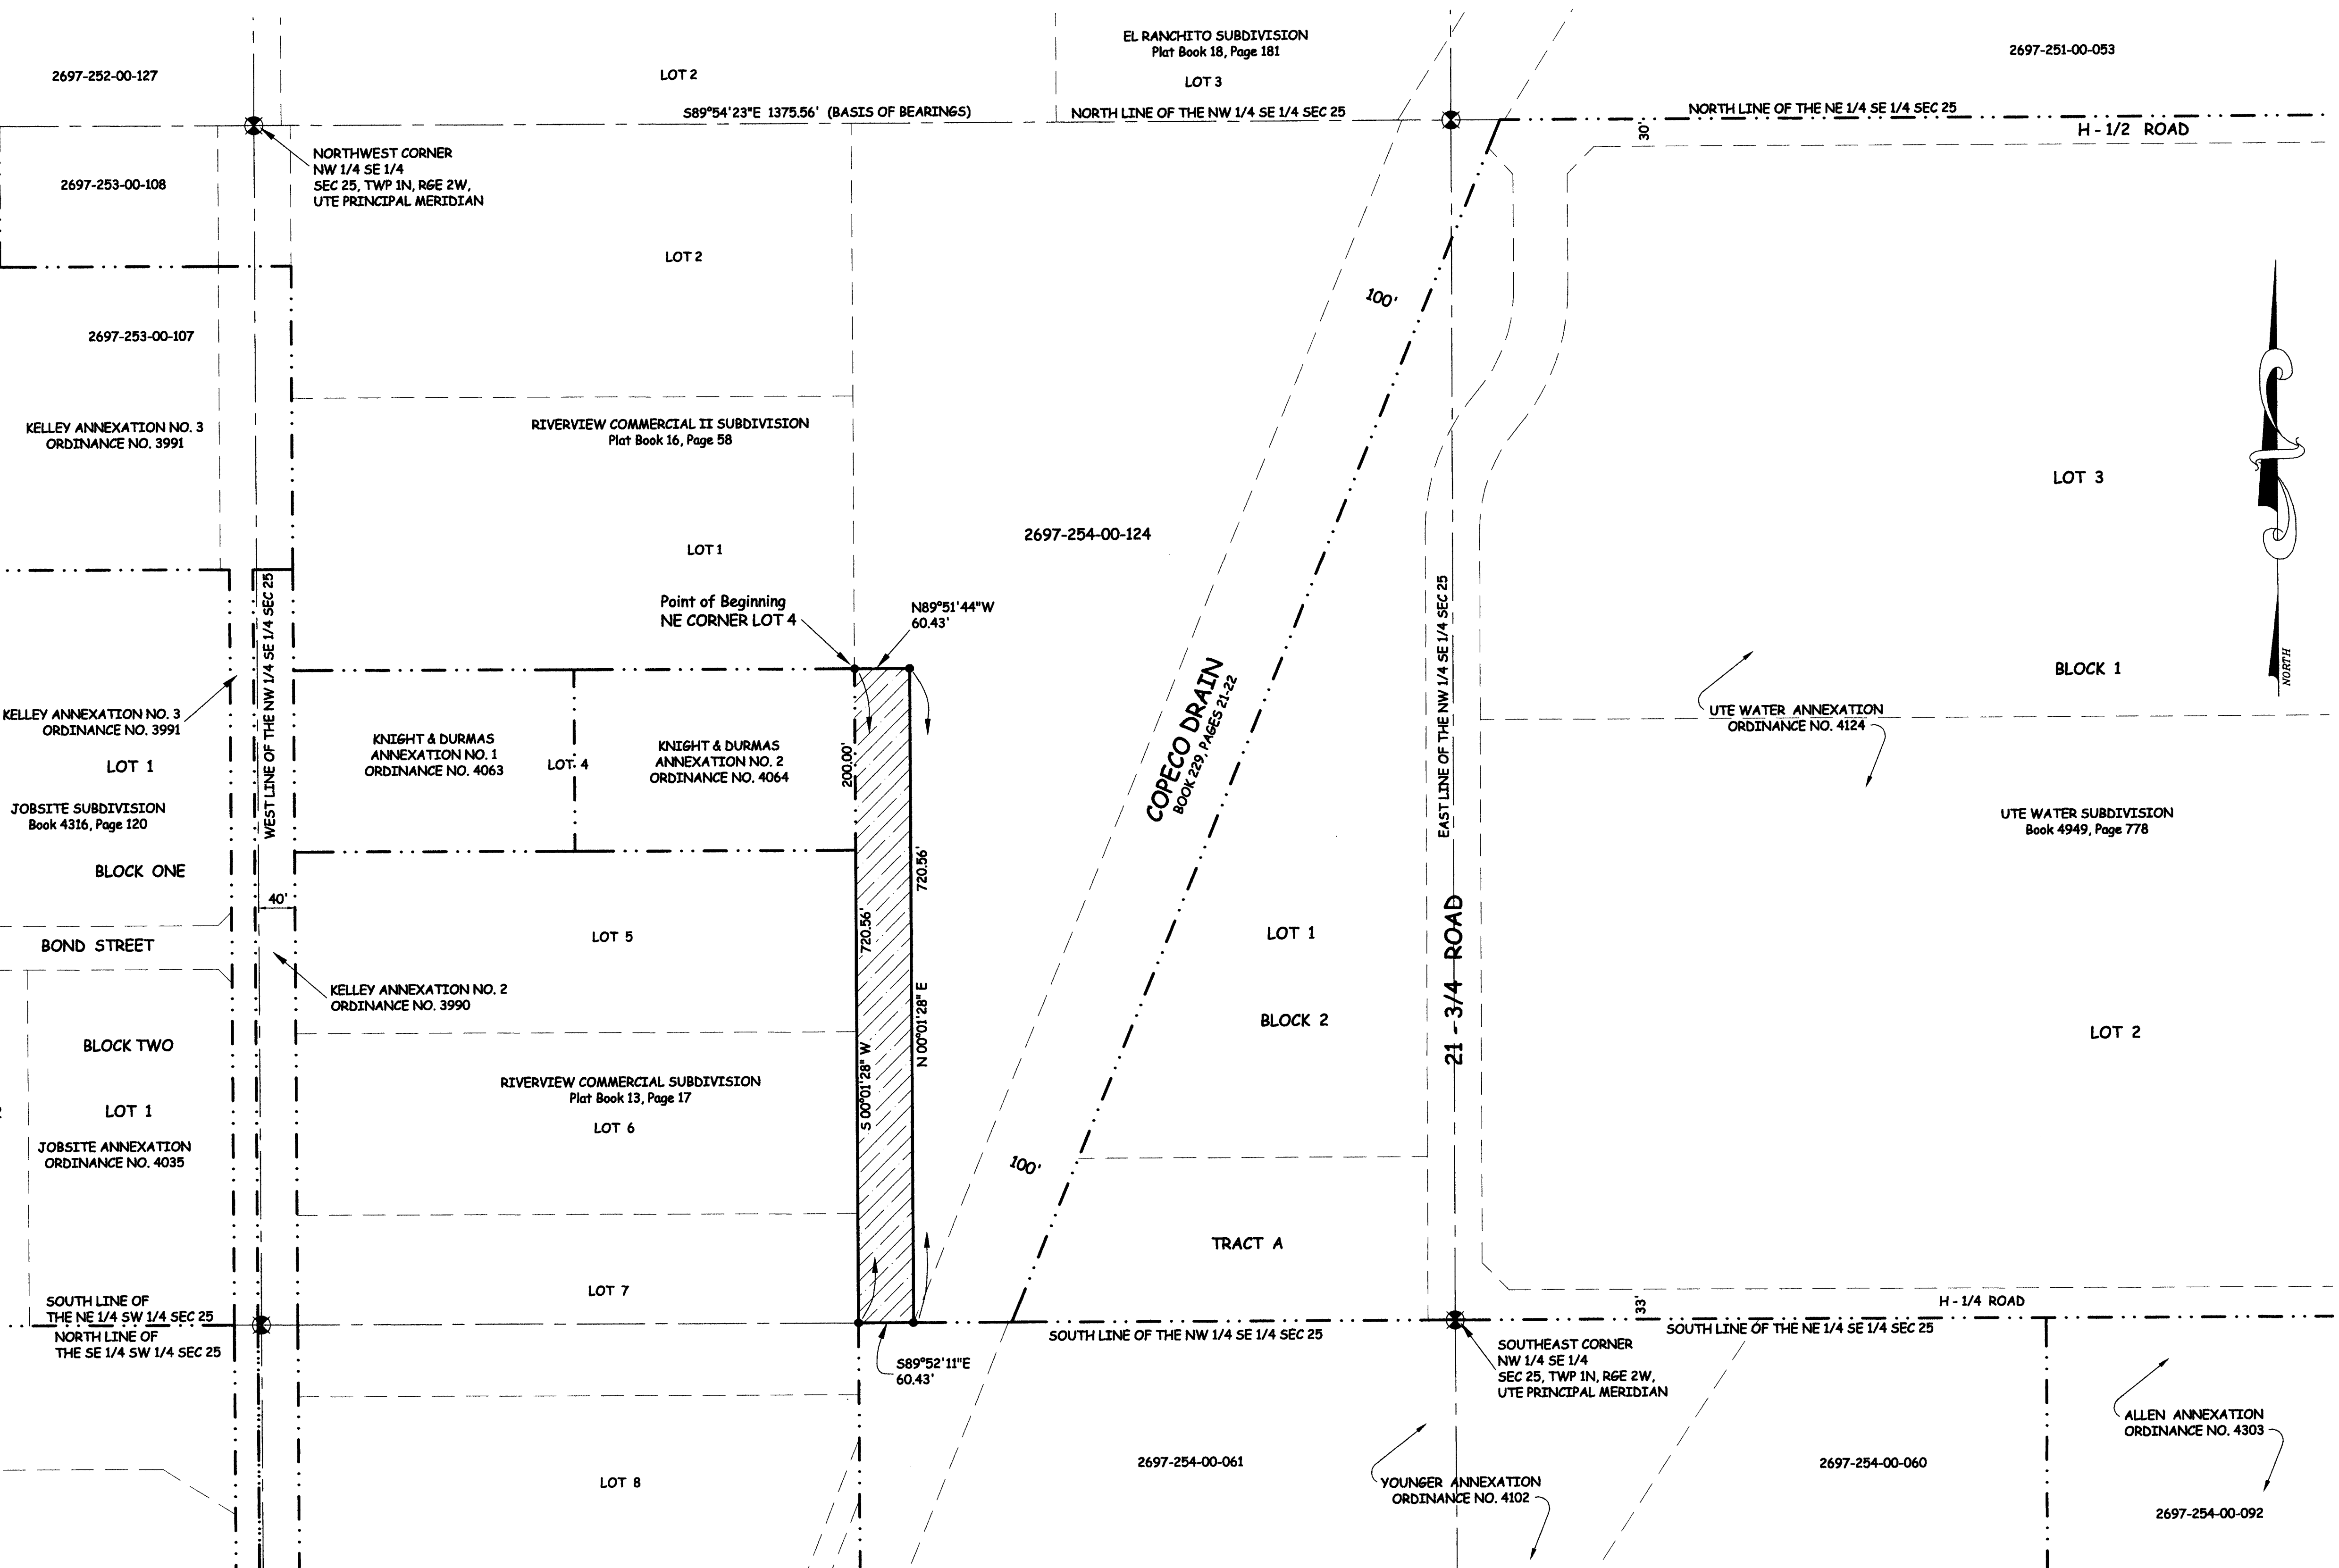 EL RANCHITO SUBDIVISION
Plat Book 18, Page 181
LOT 3
2697-252-00-127
LOT 2
2697-251-00-053
S89°54'23"E 1375.56' (BASIS OF BEARINGS)
NORTH LINE OF THE NW 1/4 SE 1/4 SEC 25
NORTH LINE OF THE NE 1/4 SE 1/4 SEC 25
30'
H - 1/2 ROAD
NORTHWEST CORNER
NW 1/4 SE 1/4
SEC 25, TWP 1N, RGE 2W,
UTE PRINCIPAL MERIDIAN
2697-253-00-108
LOT 2
100'
2697-253-00-107
KELLEY ANNEXATION NO. 3
ORDINANCE NO. 3991
RIVERVIEW COMMERCIAL II SUBDIVISION
Plat Book 16, Page 58
LOT 3
2697-254-00-124
LOT 1
Point of Beginning
NE CORNER LOT 4
N89°51'44"W
60.43'
WEST LINE OF THE NW 1/4 SE 1/4 SEC 25
EAST LINE OF THE NW 1/4 SE 1/4 SEC 25
BLOCK 1
NORTH
KELLEY ANNEXATION NO. 3
ORDINANCE NO. 3991
UTE WATER ANNEXATION
ORDINANCE NO. 4124
COPECO DRAIN
BOOK 229, PAGES 21-22
KNIGHT & DURMAS
ANNEXATION NO. 1
ORDINANCE NO. 4063
LOT 4
KNIGHT & DURMAS
ANNEXATION NO. 2
ORDINANCE NO. 4064
200.00'
LOT 1
JOBSITE SUBDIVISION
Book 4316, Page 120
BLOCK ONE
UTE WATER SUBDIVISION
Book 4949, Page 778
720.56'
40'
720.56'
LOT 5
LOT 1
21 - 3/4 ROAD
BOND STREET
KELLEY ANNEXATION NO. 2
ORDINANCE NO. 3990
N 00°01'28" E
BLOCK 2
LOT 2
S 00°01'28" W
BLOCK TWO
RIVERVIEW COMMERCIAL SUBDIVISION
Plat Book 13, Page 17
LOT 6
LOT 1
JOBSITE ANNEXATION
ORDINANCE NO. 4035
100'
TRACT A
LOT 7
SOUTH LINE OF
THE NE 1/4 SW 1/4 SEC 25
NORTH LINE OF
THE SE 1/4 SW 1/4 SEC 25
33'
H - 1/4 ROAD
SOUTH LINE OF THE NW 1/4 SE 1/4 SEC 25
SOUTH LINE OF THE NE 1/4 SE 1/4 SEC 25
S89°52'11"E
60.43'
SOUTHEAST CORNER
NW 1/4 SE 1/4
SEC 25, TWP 1N, RGE 2W,
UTE PRINCIPAL MERIDIAN
ALLEN ANNEXATION
ORDINANCE NO. 4303
LOT 8
2697-254-00-061
2697-254-00-060
YOUNGER ANNEXATION
ORDINANCE NO. 4102
2697-254-00-092